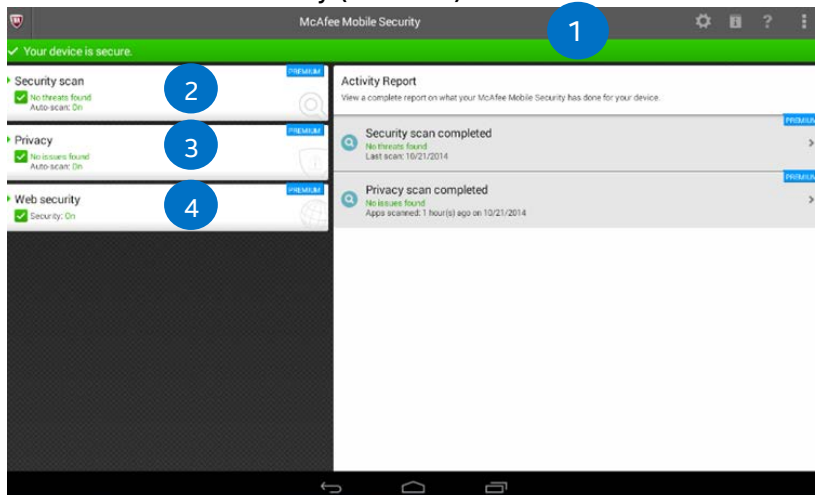 McAfee Mobile Security
1
?
Your device is secure.
PREMIUM
Security scan
2
No threats found
Auto-scan: On
PREMIUM
Privacy
3
No issues found
Auto-scan: On
PREMIUM
Web security
4
Security: On
Activity Report
View a complete report on what your McAfee Mobile Security has done for your device.
PREMIUM
Security scan completed
No threats found
Last scan: 10/21/2014
PREMIUM
Privacy scan completed
No issues found
Apps scanned: 1 hour(s) ago on 10/21/2014